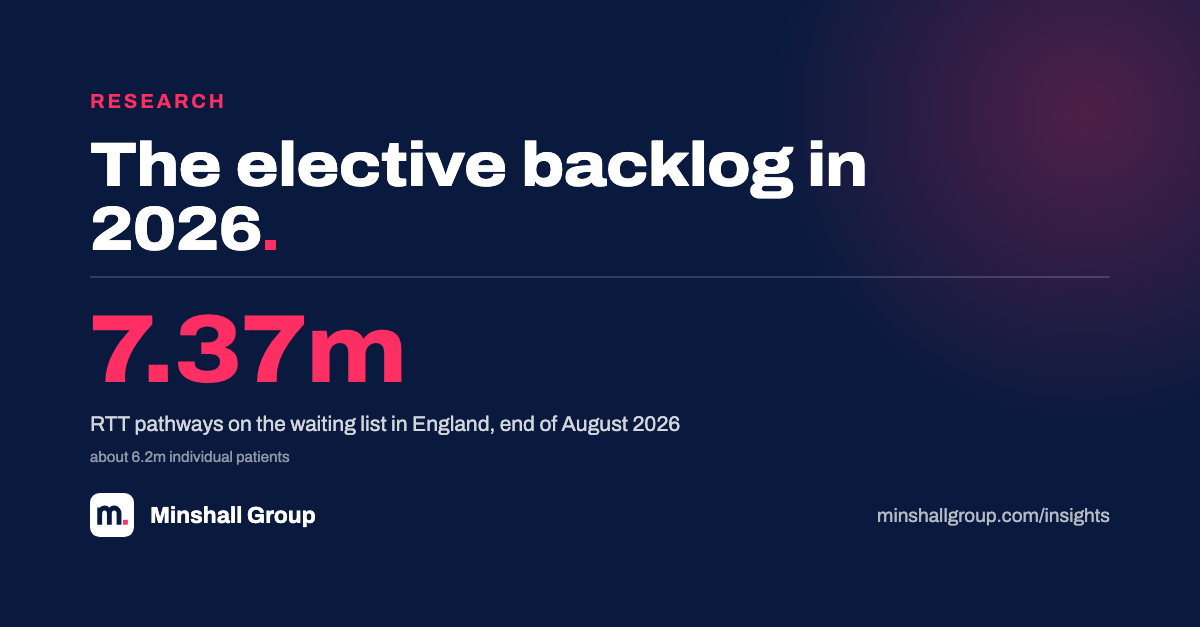 RESEARCH
The elective backlog in
2026.
7.37m
RTT pathways on the waiting list in England, end of August 2026
about 6.2m individual patients
m.
Minshall Group
minshallgroup.com/insights